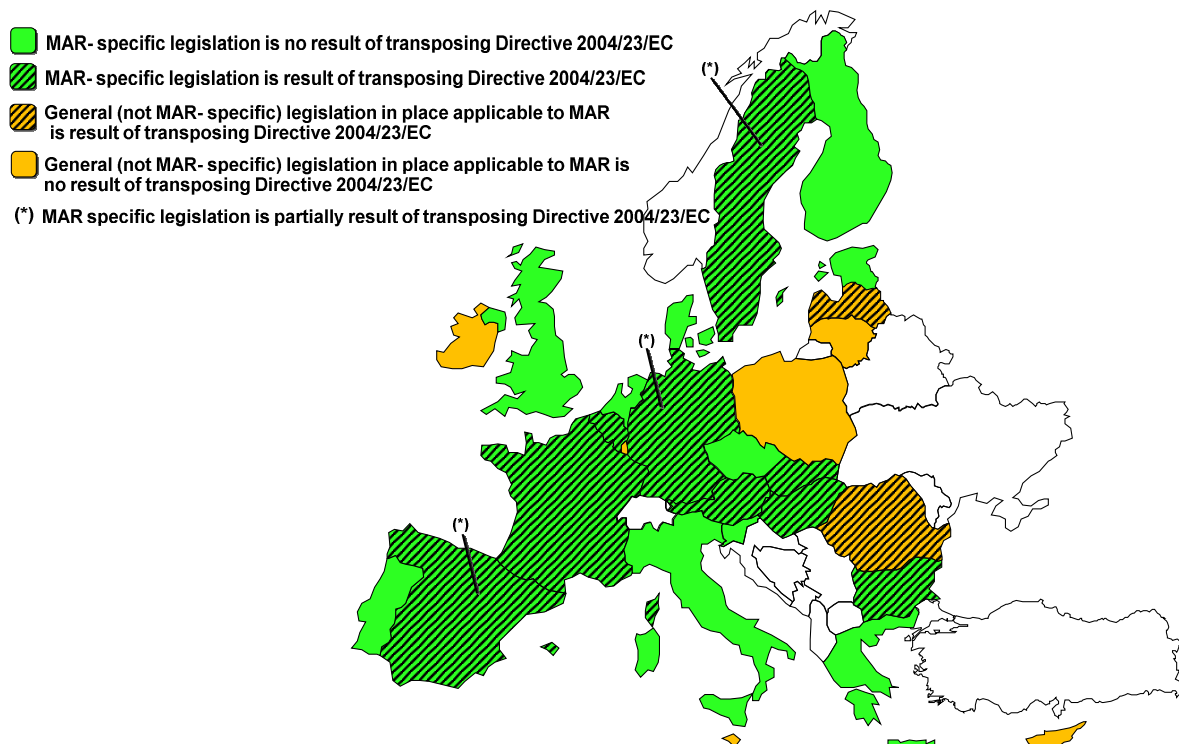 MAR- specific legislation is no result of transposing Directive 2004/23/EC
MAR- specific legislation is result of transposing Directive 2004/23/EC
General (not MAR- specific) legislation in place applicable to MAR
is result of transposing Directive 2004/23/EC
General (not MAR- specific) legislation in place applicable to MAR is
no result of transposing Directive 2004/23/EC
(*) MAR specific legislation is partially result of transposing Directive 2004/23/EC
(*)
(*)
(*)